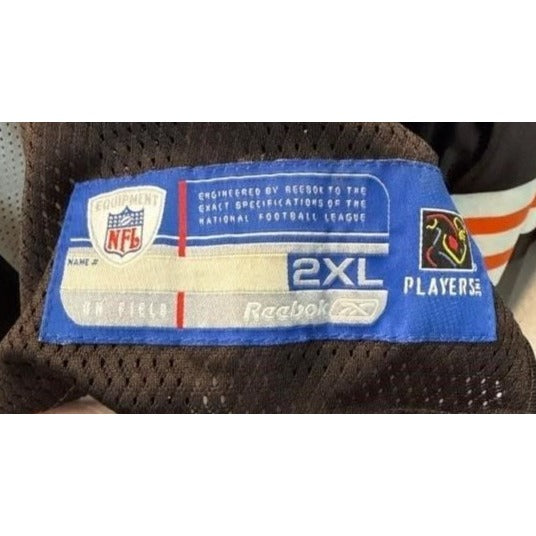 EQUIPMENT
NFL
ENGINEERED BY REEBOK TO THE
EXACT SPECIFICATIONS OF THE
NATIONAL FOOTBALL LEAGUE
NAME #
2XL
ON FIELD
Reebok
PLAYERS